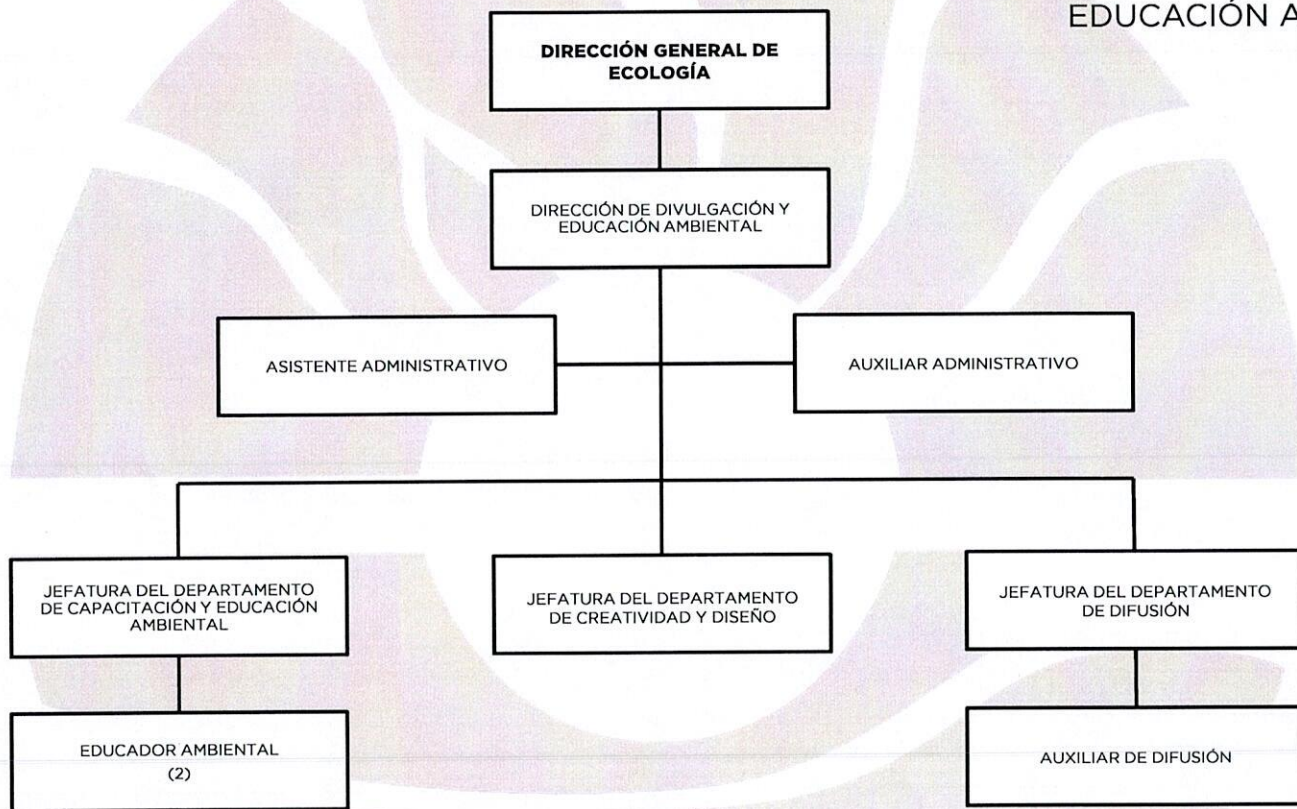 EDUCACIÓN A
DIRECCIÓN GENERAL DE
ECOLOGÍA
DIRECCIÓN DE DIVULGACIÓN Y
EDUCACIÓN AMBIENTAL
ASISTENTE ADMINISTRATIVO
AUXILIAR ADMINISTRATIVO
JEFATURA DEL DEPARTAMENTO
DE CAPACITACIÓN Y EDUCACIÓN
AMBIENTAL
JEFATURA DEL DEPARTAMENTO
DE CREATIVIDAD Y DISEÑO
JEFATURA DEL DEPARTAMENTO
DE DIFUSIÓN
EDUCADOR AMBIENTAL
(2)
AUXILIAR DE DIFUSIÓN